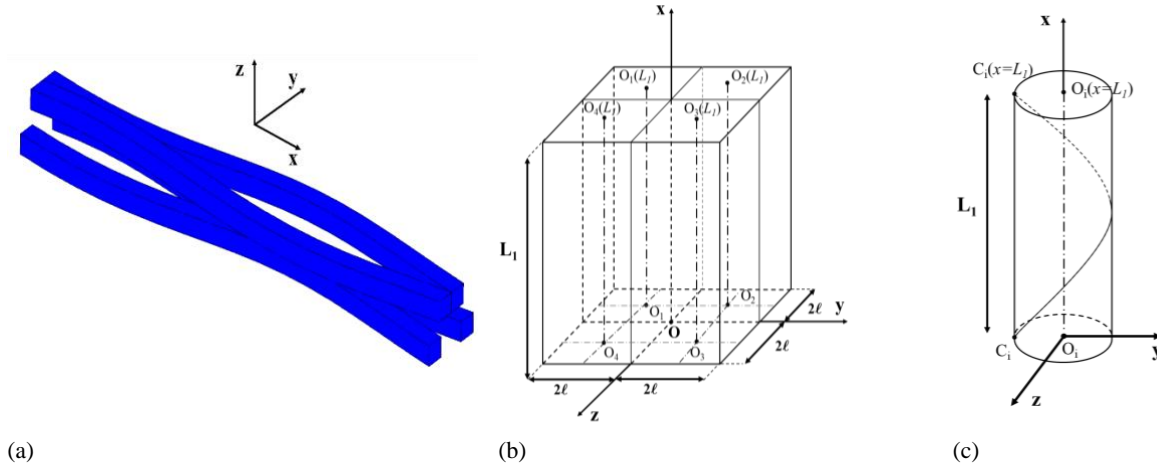 z
y
x
(a)
x
O₁(L₁)
O₂(L₁)
O₄(L₁)
O₃(L₁)
L₁
O₁
O₂
O
y
O₄
O₃
2ℓ
2ℓ
2ℓ
2ℓ
z
(b)
x
Cᵢ(x=L₁)
Oᵢ(x=L₁)
L₁
Cᵢ
Oᵢ
y
z
(c)